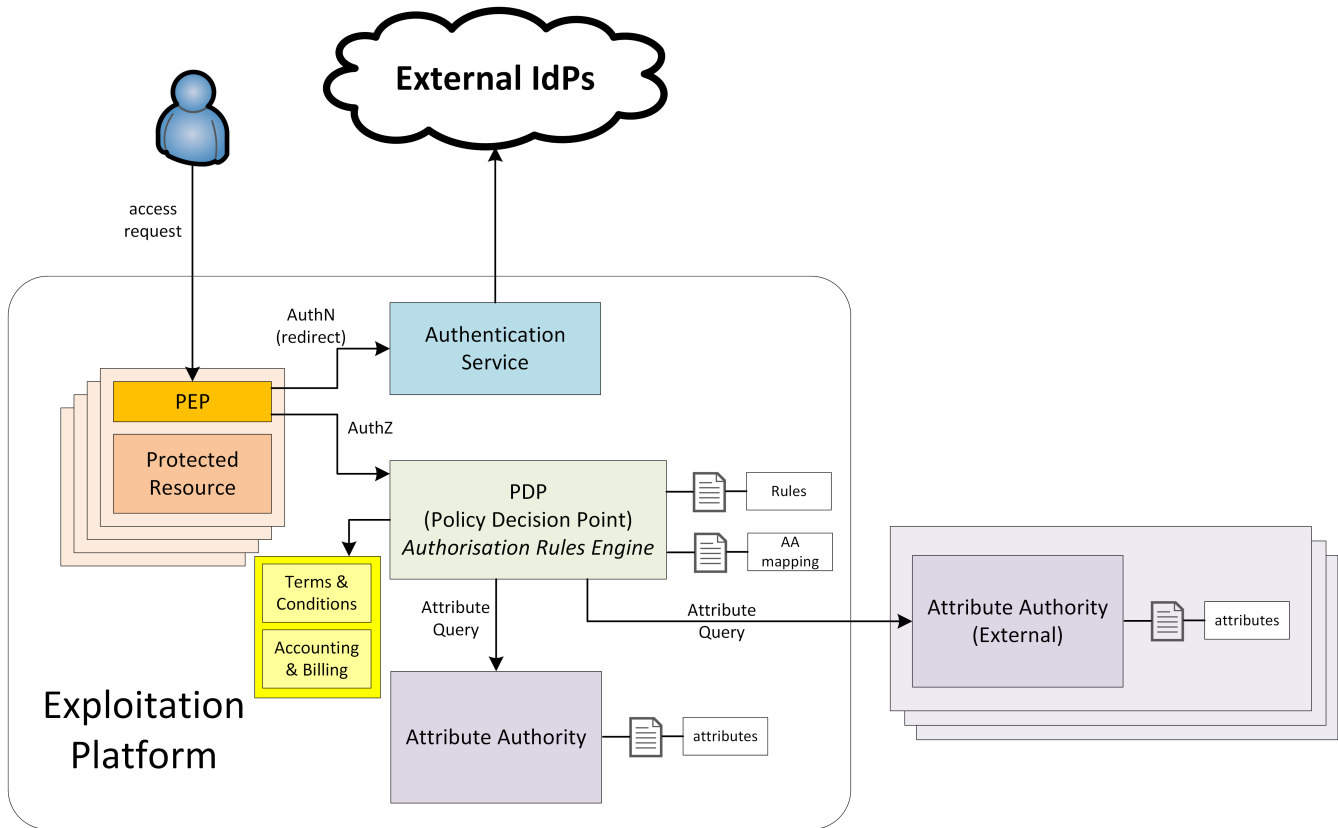 External IdPs
access
request
AuthN
(redirect)
Authentication
Service
PEP
AuthZ
Protected
Resource
PDP
(Policy Decision Point)
Authorisation Rules Engine
Rules
AA
mapping
Terms &
Conditions
Accounting
& Billing
Attribute
Query
Attribute
Query
Attribute Authority
(External)
attributes
Exploitation
Platform
Attribute Authority
attributes